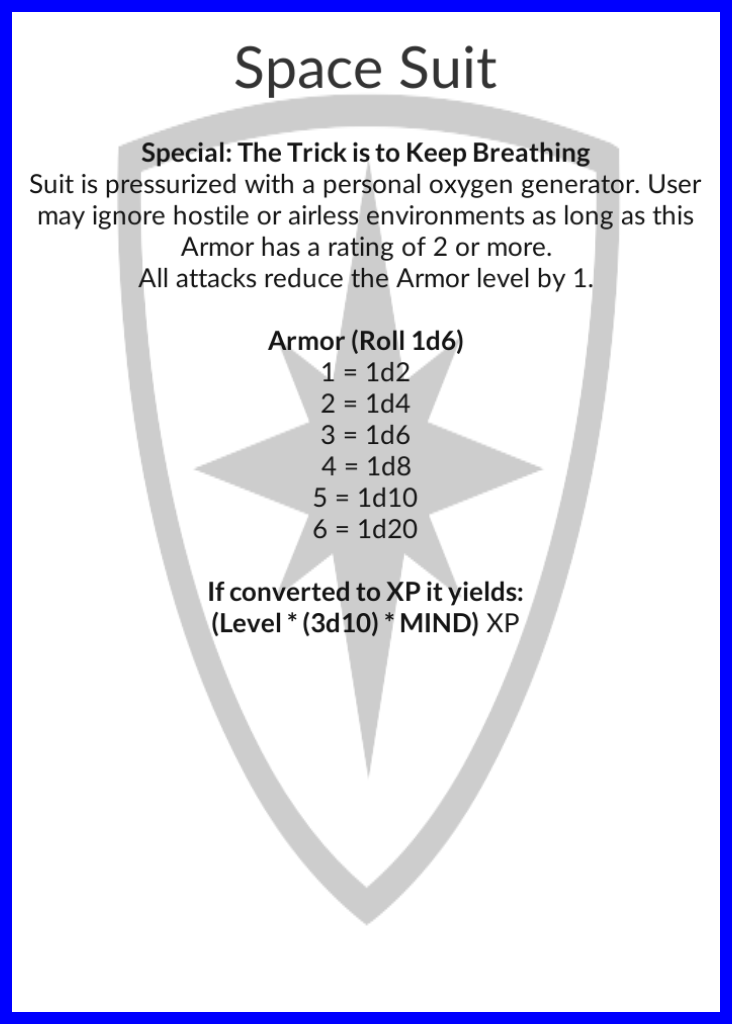 Space Suit
Special: The Trick is to Keep Breathing
Suit is pressurized with a personal oxygen generator. User
may ignore hostile or airless environments as long as this
Armor has a rating of 2 or more.
All attacks reduce the Armor level by 1.
Armor (Roll 1d6)
1 = 1d2
2 = 1d4
3 = 1d6
4 = 1d8
5 = 1d10
6 = 1d20
If converted to XP it yields:
(Level * (3d10) * MIND) XP